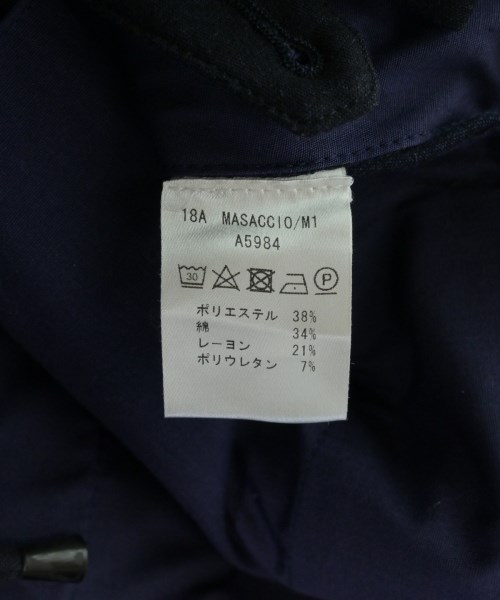 18A MASACCIO/M1
A5984
30 P
ポリエステル 38%
綿 34%
レーヨン 21%
ポリウレタン 7%